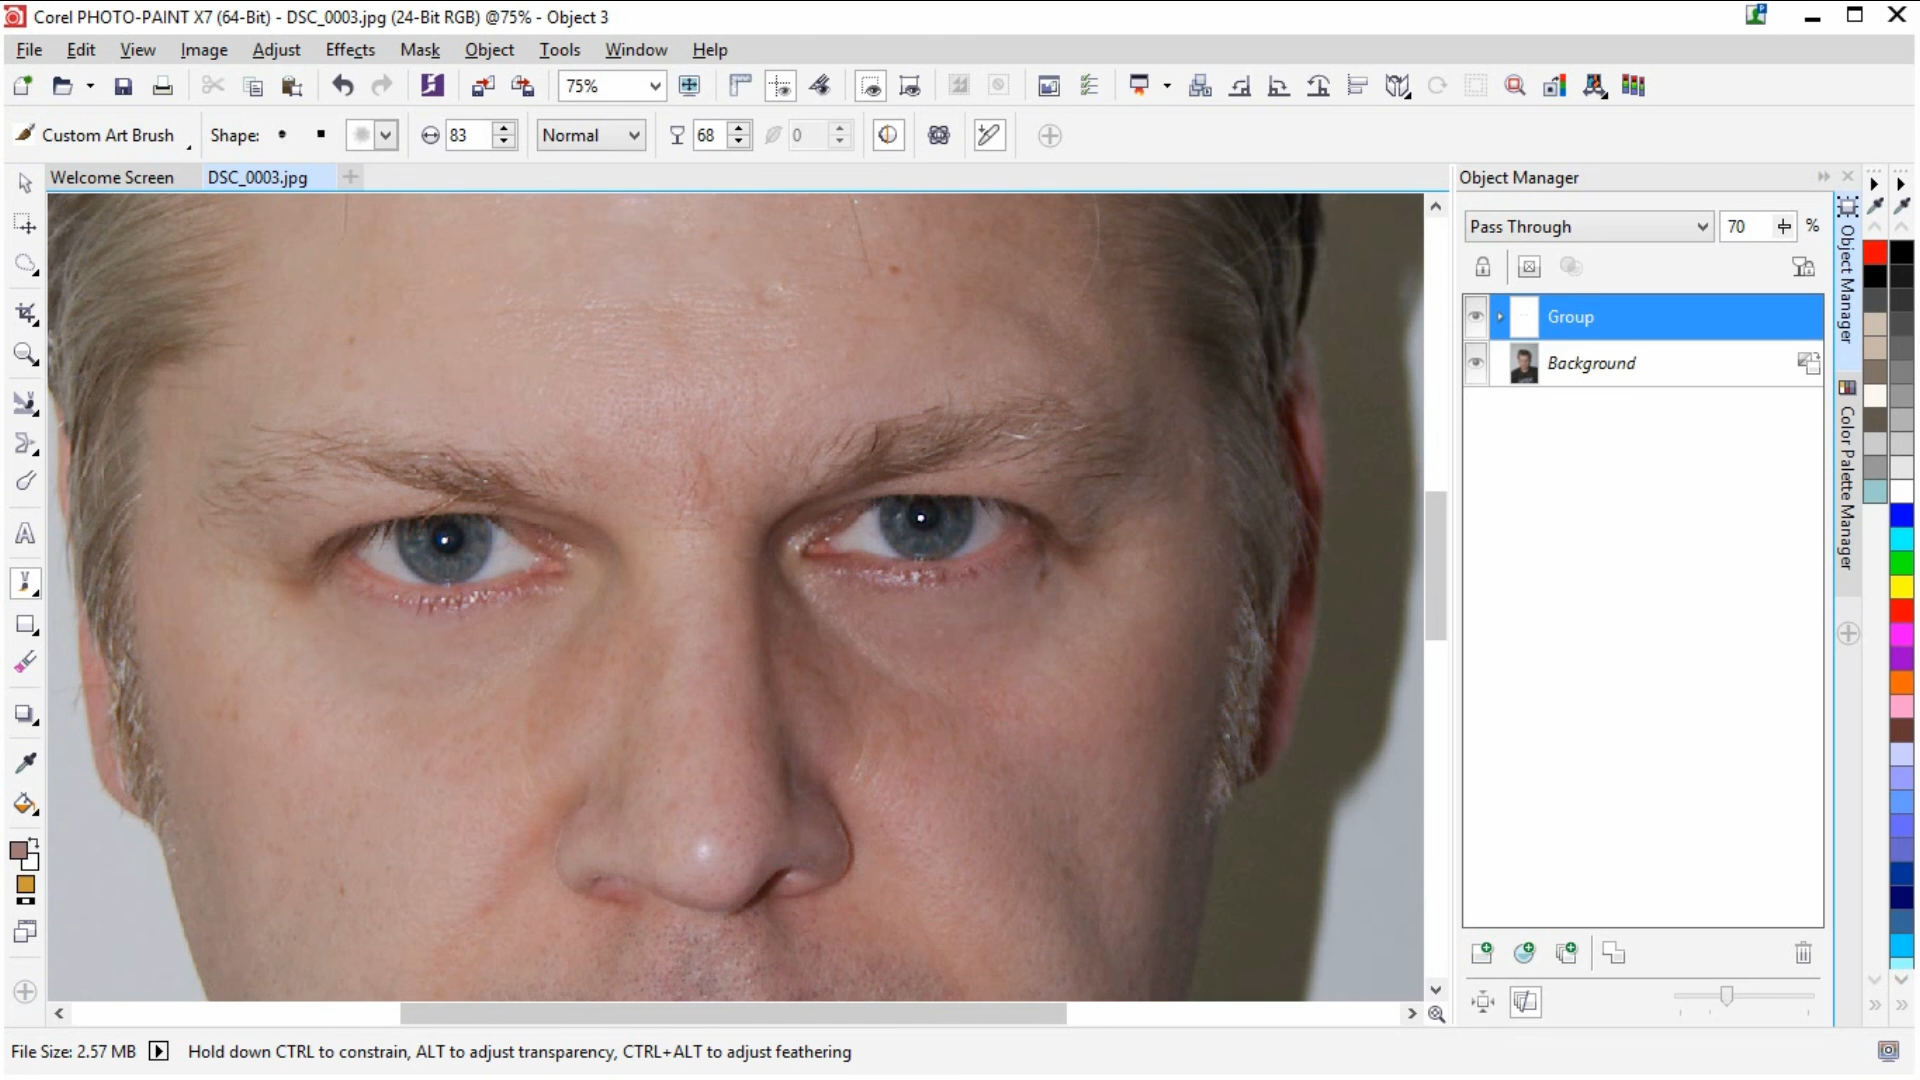 Corel PHOTO-PAINT X7 (64-Bit) - DSC_0003.jpg (24-Bit RGB) @75% - Object 3
File Edit View Image Adjust Effects Mask Object Tools Window Help
75%
Custom Art Brush Shape: 83 Normal 68 0
Welcome Screen DSC_0003.jpg
Object Manager
Pass Through 70 %
Group
Background
Object Manager
Color Palette Manager
File Size: 2.57 MB Hold down CTRL to constrain, ALT to adjust transparency, CTRL+ALT to adjust feathering